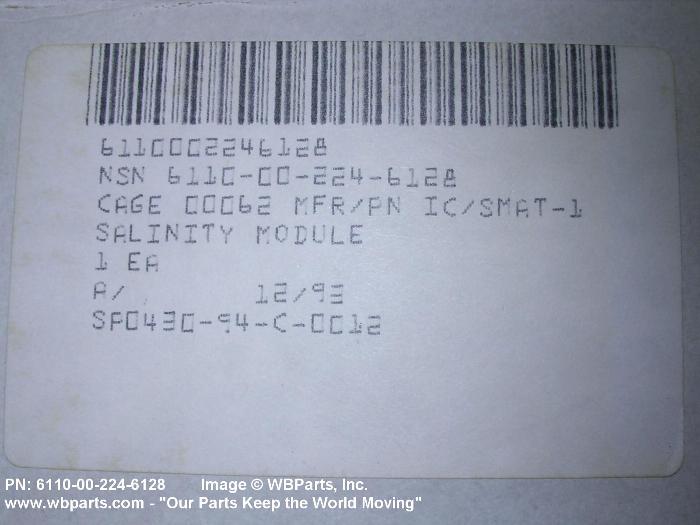 6110002246128
NSN 6110-00-224-6128
CAGE 00062 MFR/PN IC/SMAT-1
SALINITY MODULE
1 EA
A/ 12/93
SP0430-94-C-0012
PN: 6110-00-224-6128 Image © WBParts, Inc.
www.wbparts.com - "Our Parts Keep the World Moving"